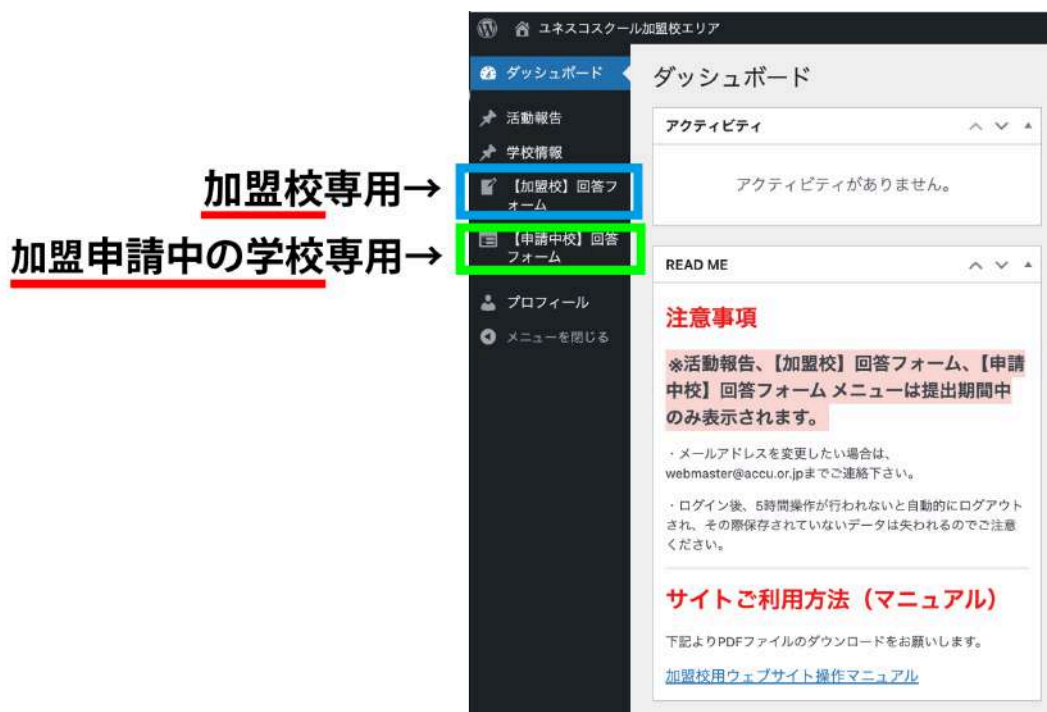 ユネスコスクール加盟校エリア
ダッシュボード
活動報告
学校情報
【加盟校】回答フ
ォーム
【申請中校】回答
フォーム
プロフィール
メニューを閉じる
加盟校専用→
加盟申請中の学校専用→
ダッシュボード
アクティビティ
アクティビティがありません。
READ ME
注意事項
※活動報告、【加盟校】回答フォーム、【申請
中校】回答フォーム メニューは提出期間中
のみ表示されます。
・メールアドレスを変更したい場合は、
webmaster@accu.or.jpまでご連絡下さい。
・ログイン後、5時間操作が行われないと自動的にログアウト
され、その際保存されていないデータは失われるのでご注意
ください。
サイトご利用方法（マニュアル）
下記よりPDFファイルのダウンロードをお願いします。
加盟校用ウェブサイト操作マニュアル